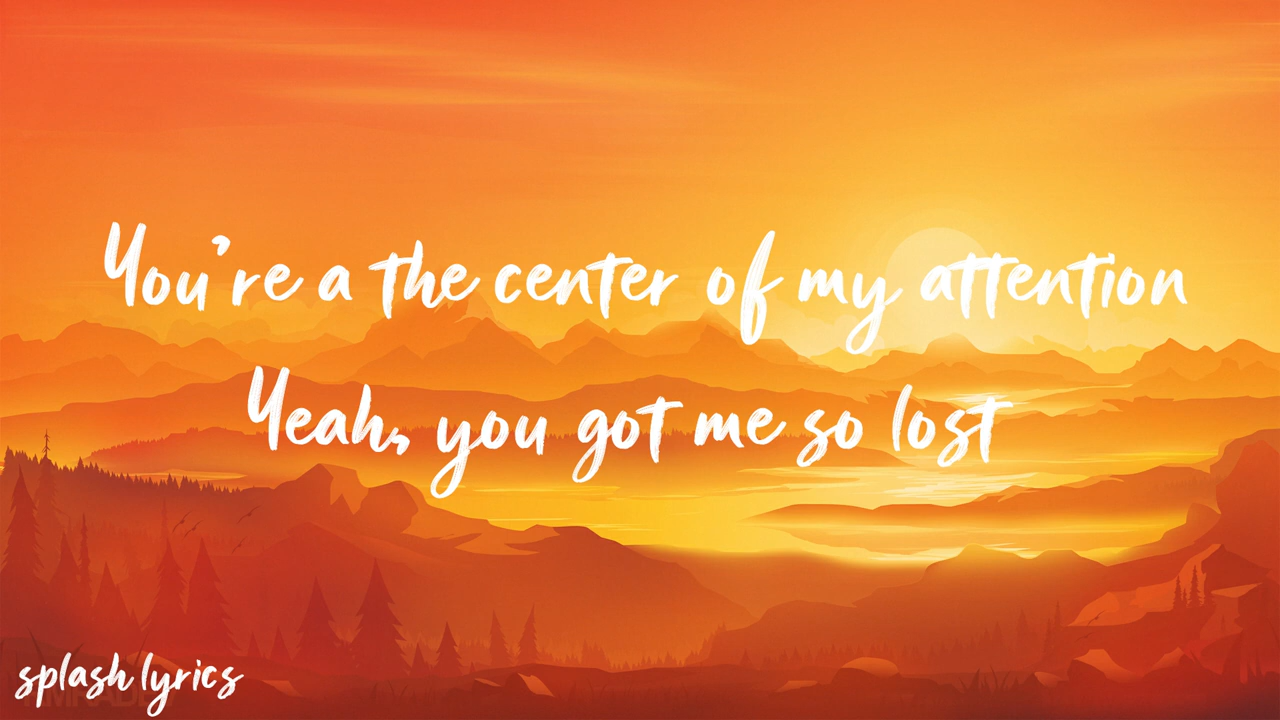 You're a the center of my attention
Yeah, you got me so lost
splash lyrics